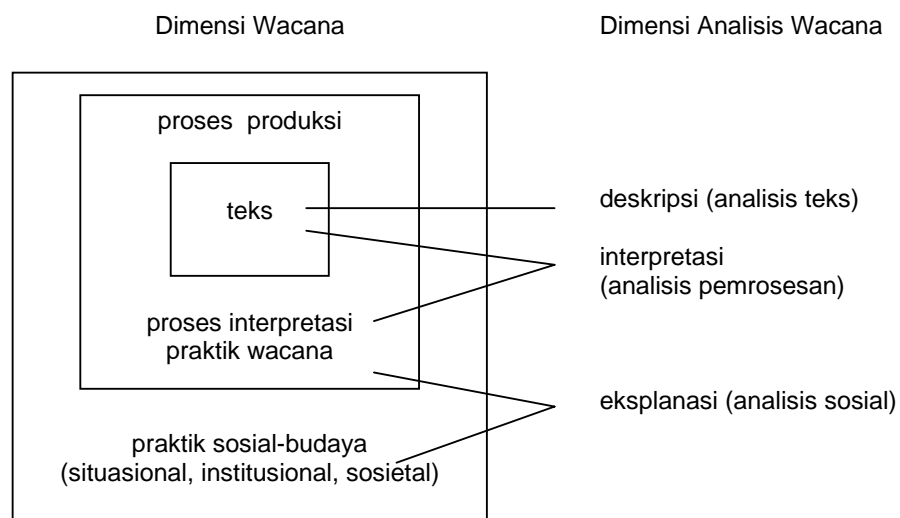 Dimensi Wacana
Dimensi Analisis Wacana
proses produksi
teks
deskripsi (analisis teks)
interpretasi
(analisis pemrosesan)
proses interpretasi
praktik wacana
eksplanasi (analisis sosial)
praktik sosial-budaya
(situasional, institusional, sosietal)